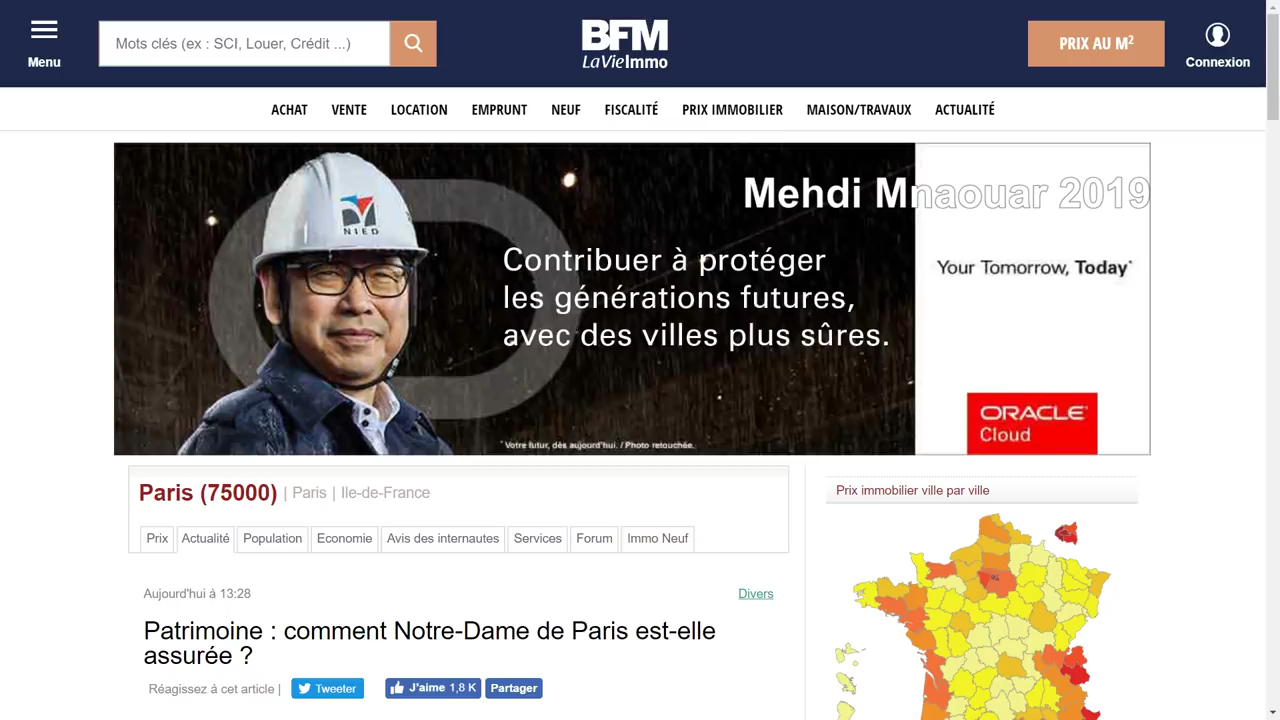 Menu
Mots clés (ex : SCI, Louer, Crédit ...)
BFM
LaVieImmo
PRIX AU M²
Connexion
ACHAT VENTE LOCATION EMPRUNT NEUF FISCALITÉ PRIX IMMOBILIER MAISON/TRAVAUX ACTUALITÉ
Mehdi Mnaouar 2019
NIED
Contribuer à protéger
les générations futures,
avec des villes plus sûres.
* Votre futur, dès aujourd'hui. / Photo retouchée.
Your Tomorrow, Today*
ORACLE
Cloud
Paris (75000) | Paris | Ile-de-France
Prix Actualité Population Economie Avis des internautes Services Forum Immo Neuf
Prix immobilier ville par ville
Aujourd'hui à 13:28
Divers
Patrimoine : comment Notre-Dame de Paris est-elle
assurée ?
Réagissez à cet article |
Tweeter
J'aime 1,8 K
Partager